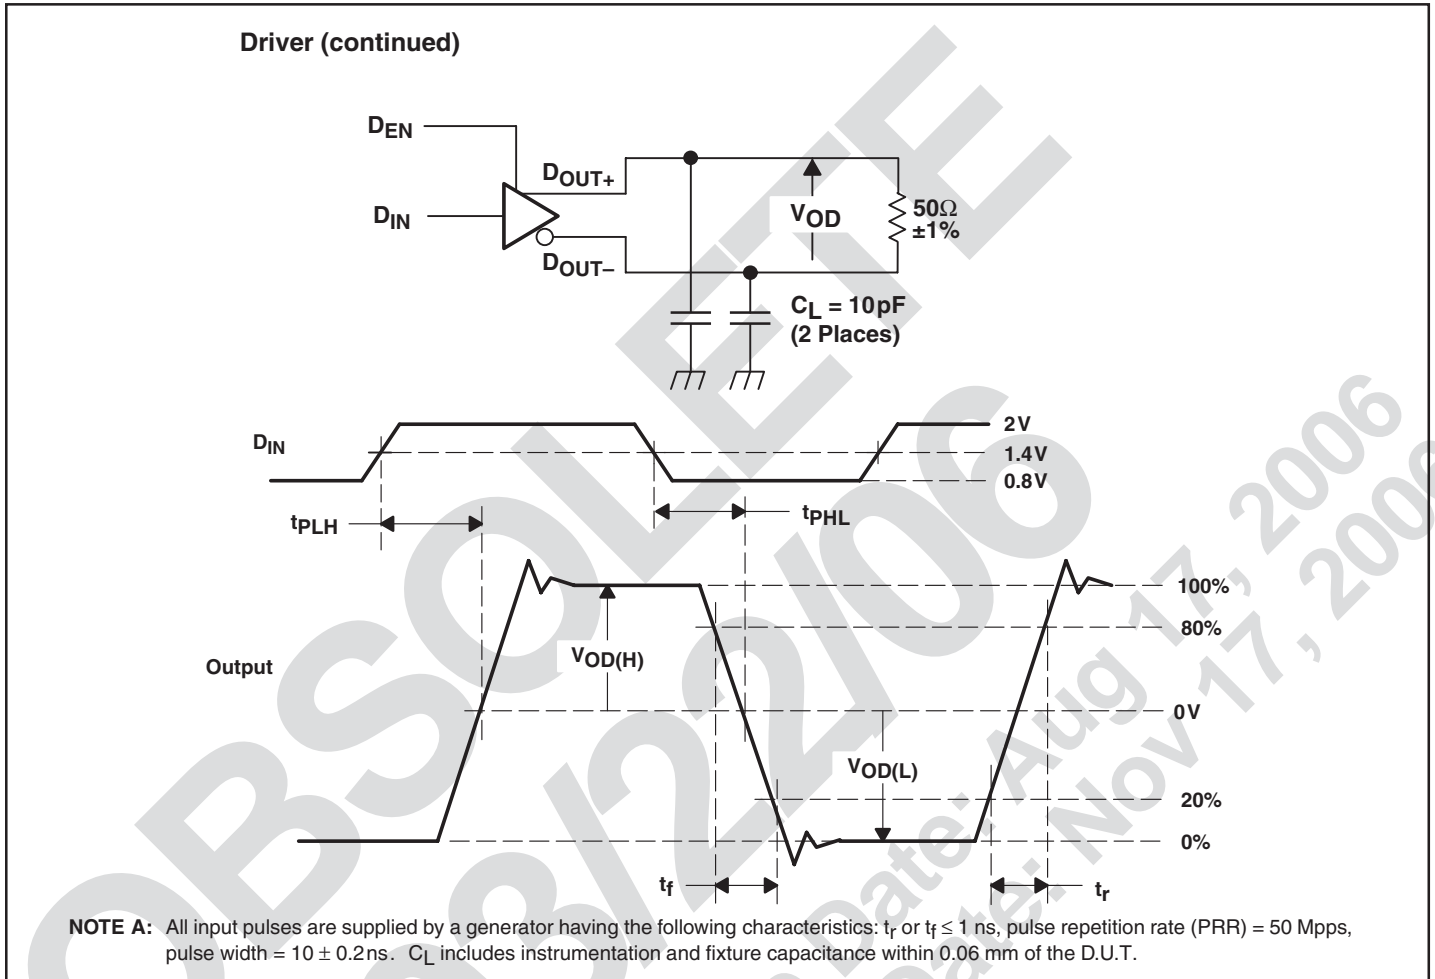 Driver (continued)
DEN
DOUT+
DIN
DOUT–
VOD
50Ω
±1%
CL = 10pF
(2 Places)
DIN
2V
1.4V
0.8V
tPLH
tPHL
100%
80%
VOD(H)
Output
0V
VOD(L)
20%
0%
tf
tr
NOTE A: All input pulses are supplied by a generator having the following characteristics: tr or tf ≤ 1 ns, pulse repetition rate (PRR) = 50 Mpps,
pulse width = 10 ± 0.2ns. CL includes instrumentation and fixture capacitance within 0.06 mm of the D.U.T.
OBSOLETE
03/22/06
Date: Aug 17, 2006
Date: Nov 17, 2006